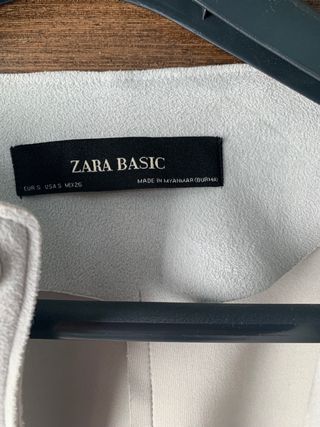 ZARA BASIC
EUR S USA S MEX 26 MADE IN MYANMAR (BURMA)